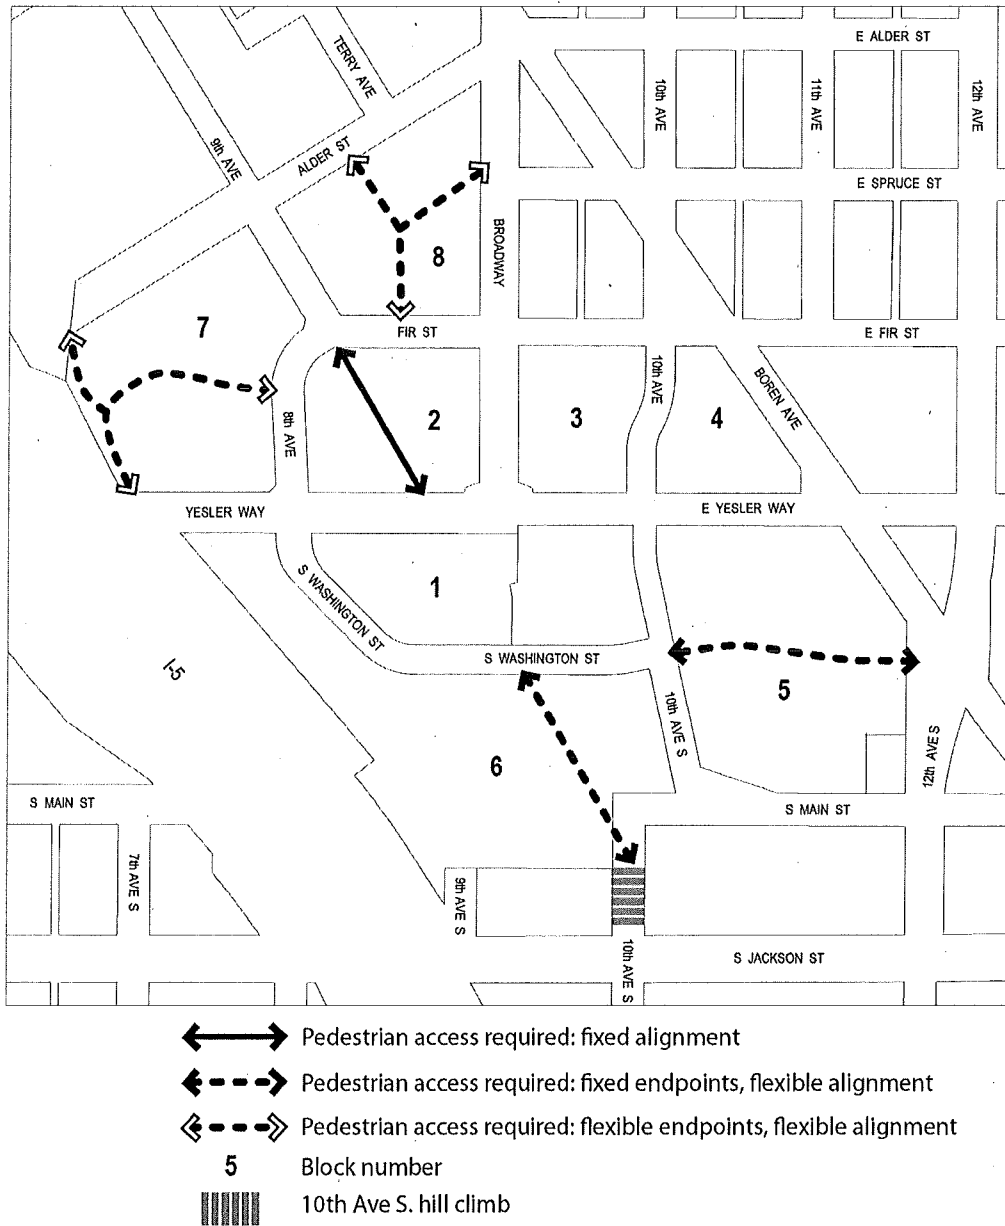 E ALDER ST
TERRY AVE
10th AVE
11th AVE
12th AVE
9th AVE
ALDER ST
E SPRUCE ST
BROADWAY
8
7
FIR ST
E FIR ST
10th AVE
BOREN AVE
8th AVE
2
3
4
YESLER WAY
E YESLER WAY
1
S WASHINGTON ST
S WASHINGTON ST
I-5
5
10th AVE S
6
12th AVE S
S MAIN ST
S MAIN ST
7th AVE S
9th AVE S
S JACKSON ST
10th AVE S
Pedestrian access required: fixed alignment
Pedestrian access required: fixed endpoints, flexible alignment
Pedestrian access required: flexible endpoints, flexible alignment
5 Block number
10th Ave S. hill climb